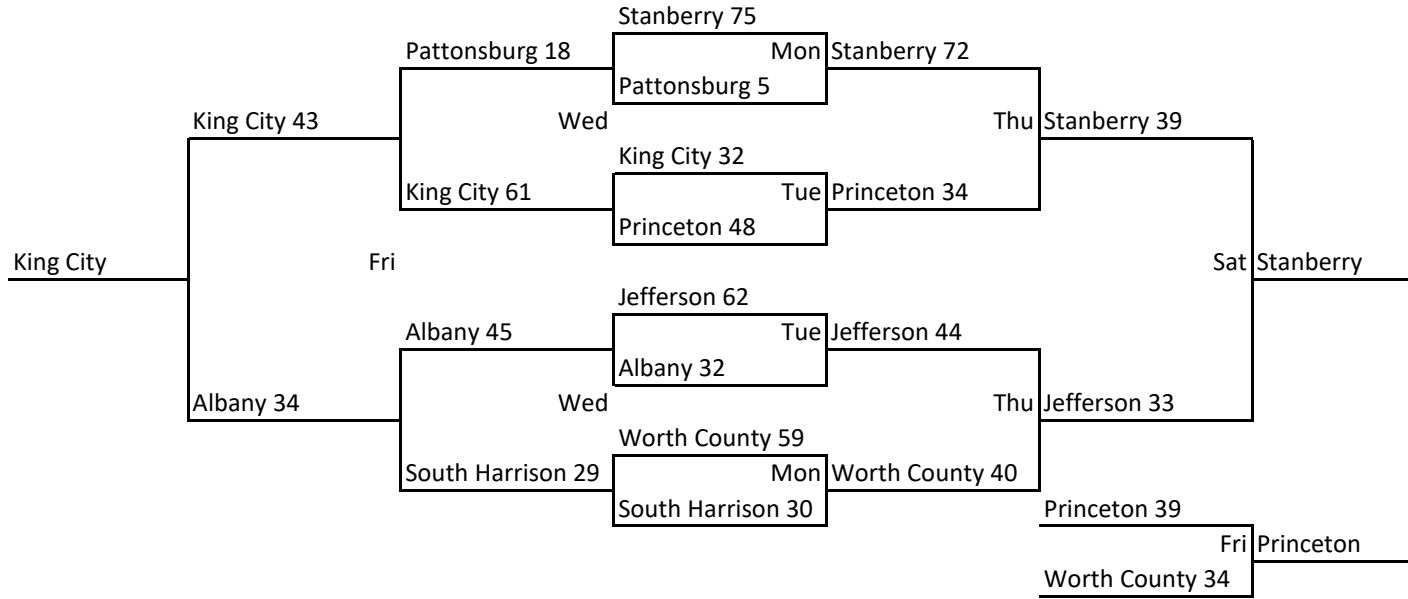 Stanberry 75
Pattonsburg 18
Mon
Stanberry 72
Pattonsburg 5
King City 43
Wed
Thu
Stanberry 39
King City 32
King City 61
Tue
Princeton 34
Princeton 48
King City
Fri
Sat
Stanberry
Jefferson 62
Albany 45
Tue
Jefferson 44
Albany 32
Albany 34
Wed
Thu
Jefferson 33
Worth County 59
South Harrison 29
Mon
Worth County 40
South Harrison 30
Princeton 39
Fri
Princeton
Worth County 34